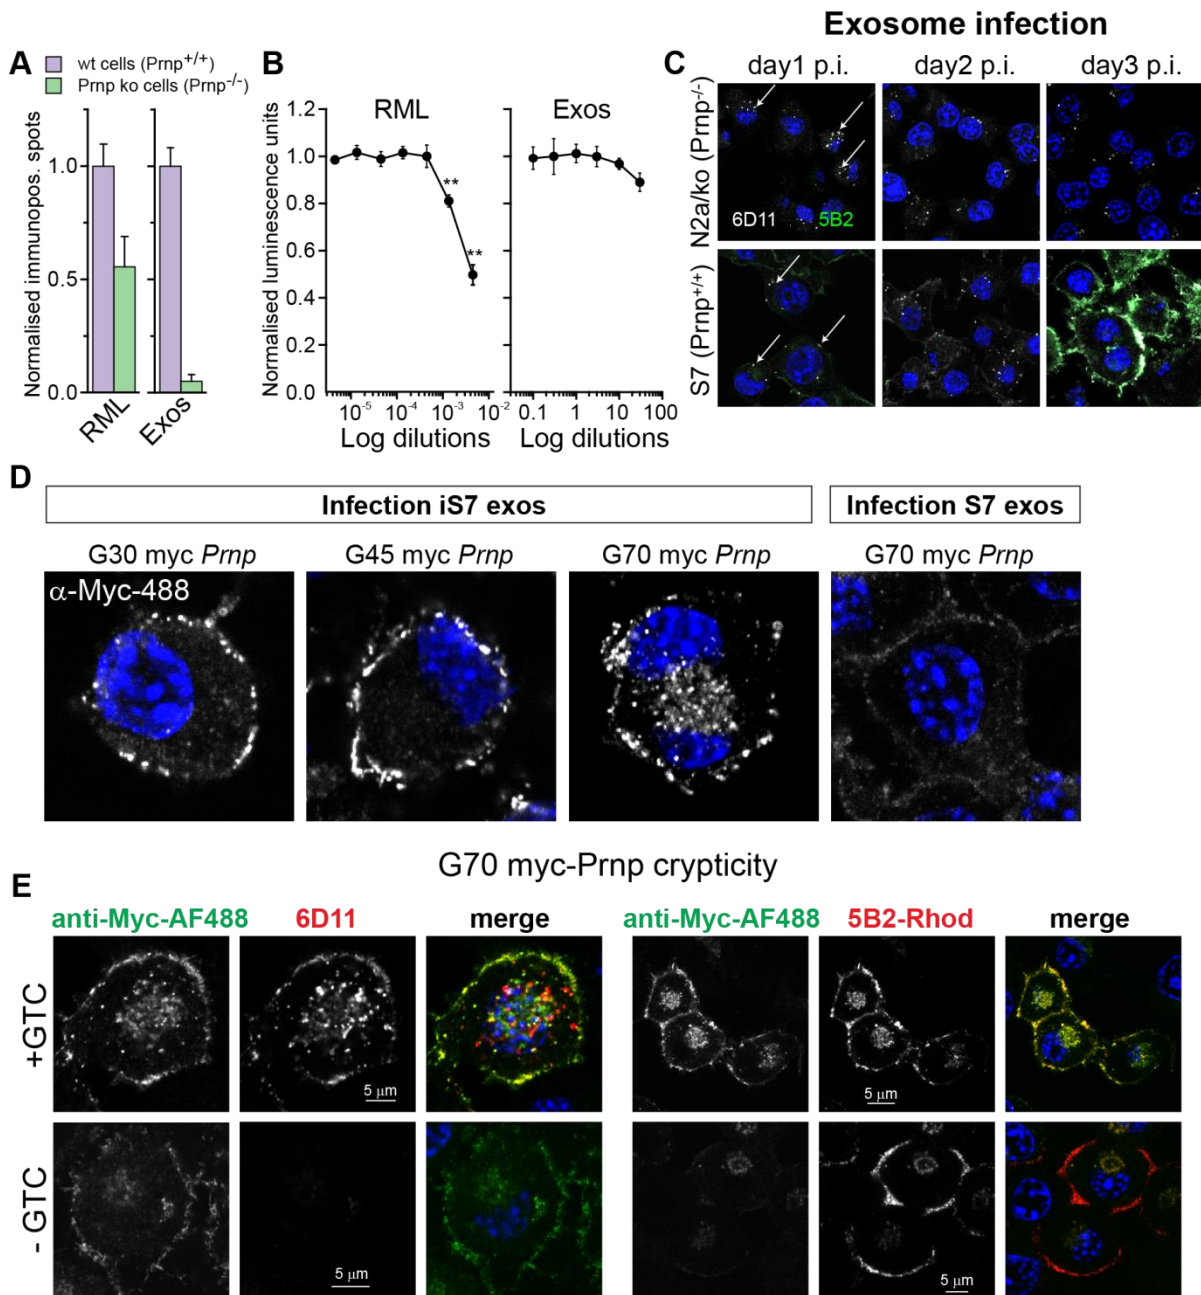 Exosome infection
A
wt cells (Prnp+/+)
Prnp ko cells (Prnp-/-)
Normalised immunopos. spots
1.0
0.5
0.0
RML
Exos
B
Normalised luminescence units
RML
Exos
1.2
1.0
0.8
0.6
0.4
0.2
0.0
**
**
10-5
10-4
10-3
10-2
0.1
1
10
100
Log dilutions
Log dilutions
C
day1 p.i.
day2 p.i.
day3 p.i.
N2a/ko (Prnp-/-)
6D11
5B2
S7 (Prnp+/+)
D
Infection iS7 exos
Infection S7 exos
G30 myc Prnp
G45 myc Prnp
G70 myc Prnp
G70 myc Prnp
α-Myc-488
G70 myc-Prnp crypticity
E
anti-Myc-AF488
6D11
merge
anti-Myc-AF488
5B2-Rhod
merge
+GTC
5 µm
5 µm
- GTC
5 µm
5 µm